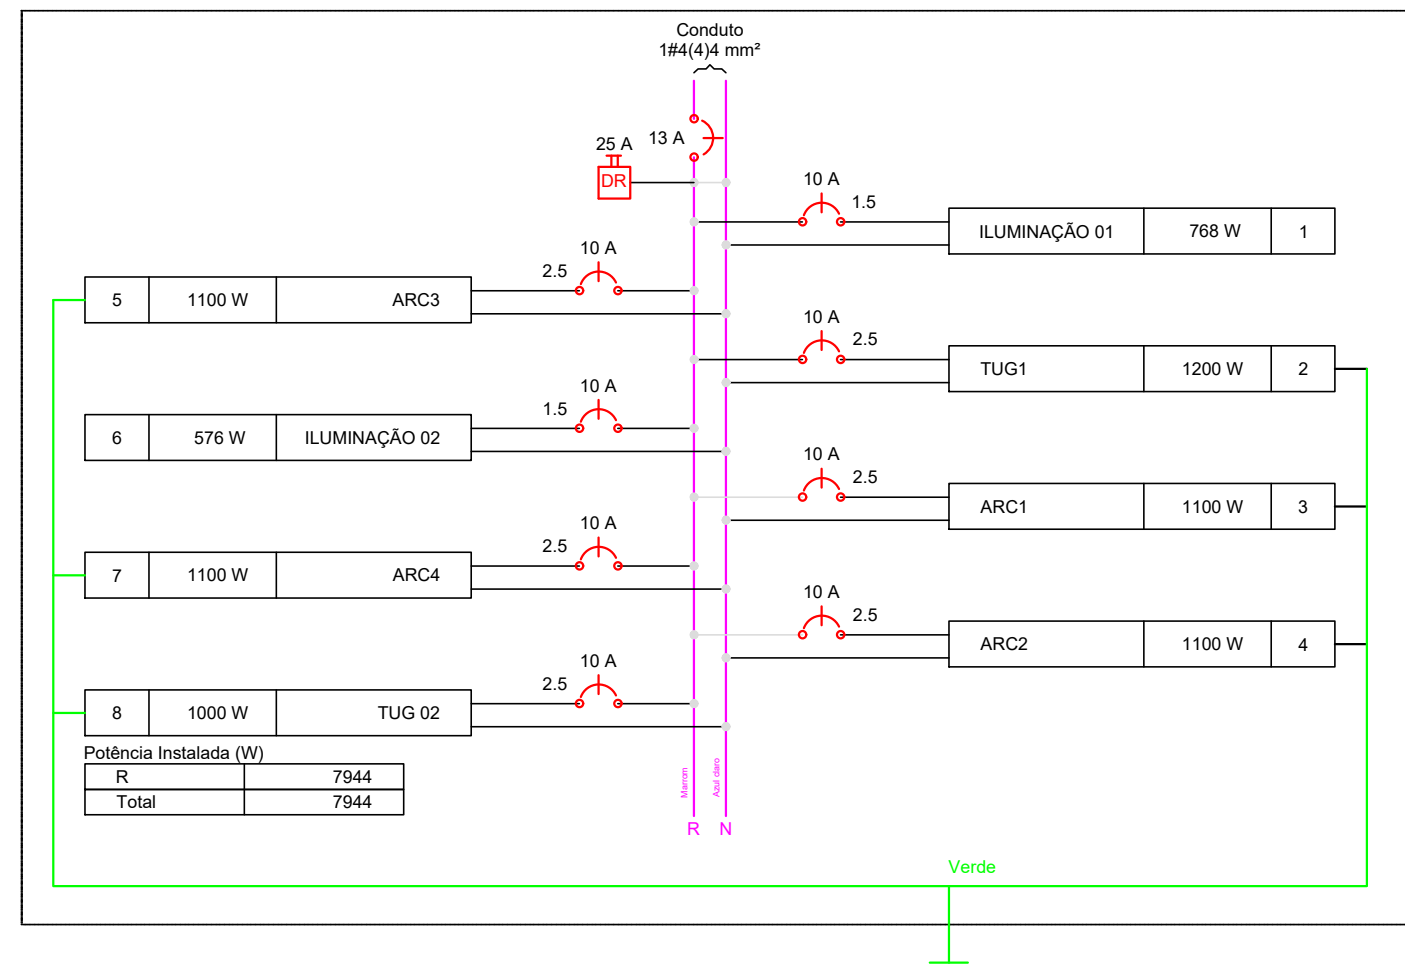 Conduto
1#4(4)4 mm²
25 A
13 A
DR
10 A
1.5
ILUMINAÇÃO 01 768 W 1
10 A
2.5
5 1100 W ARC3
10 A
2.5
TUG1 1200 W 2
10 A
1.5
6 576 W ILUMINAÇÃO 02
10 A
2.5
ARC1 1100 W 3
10 A
2.5
7 1100 W ARC4
10 A
2.5
ARC2 1100 W 4
10 A
2.5
8 1000 W TUG 02
Potência Instalada (W)
R 7944
Total 7944
Marrom
Azul claro
R N
Verde